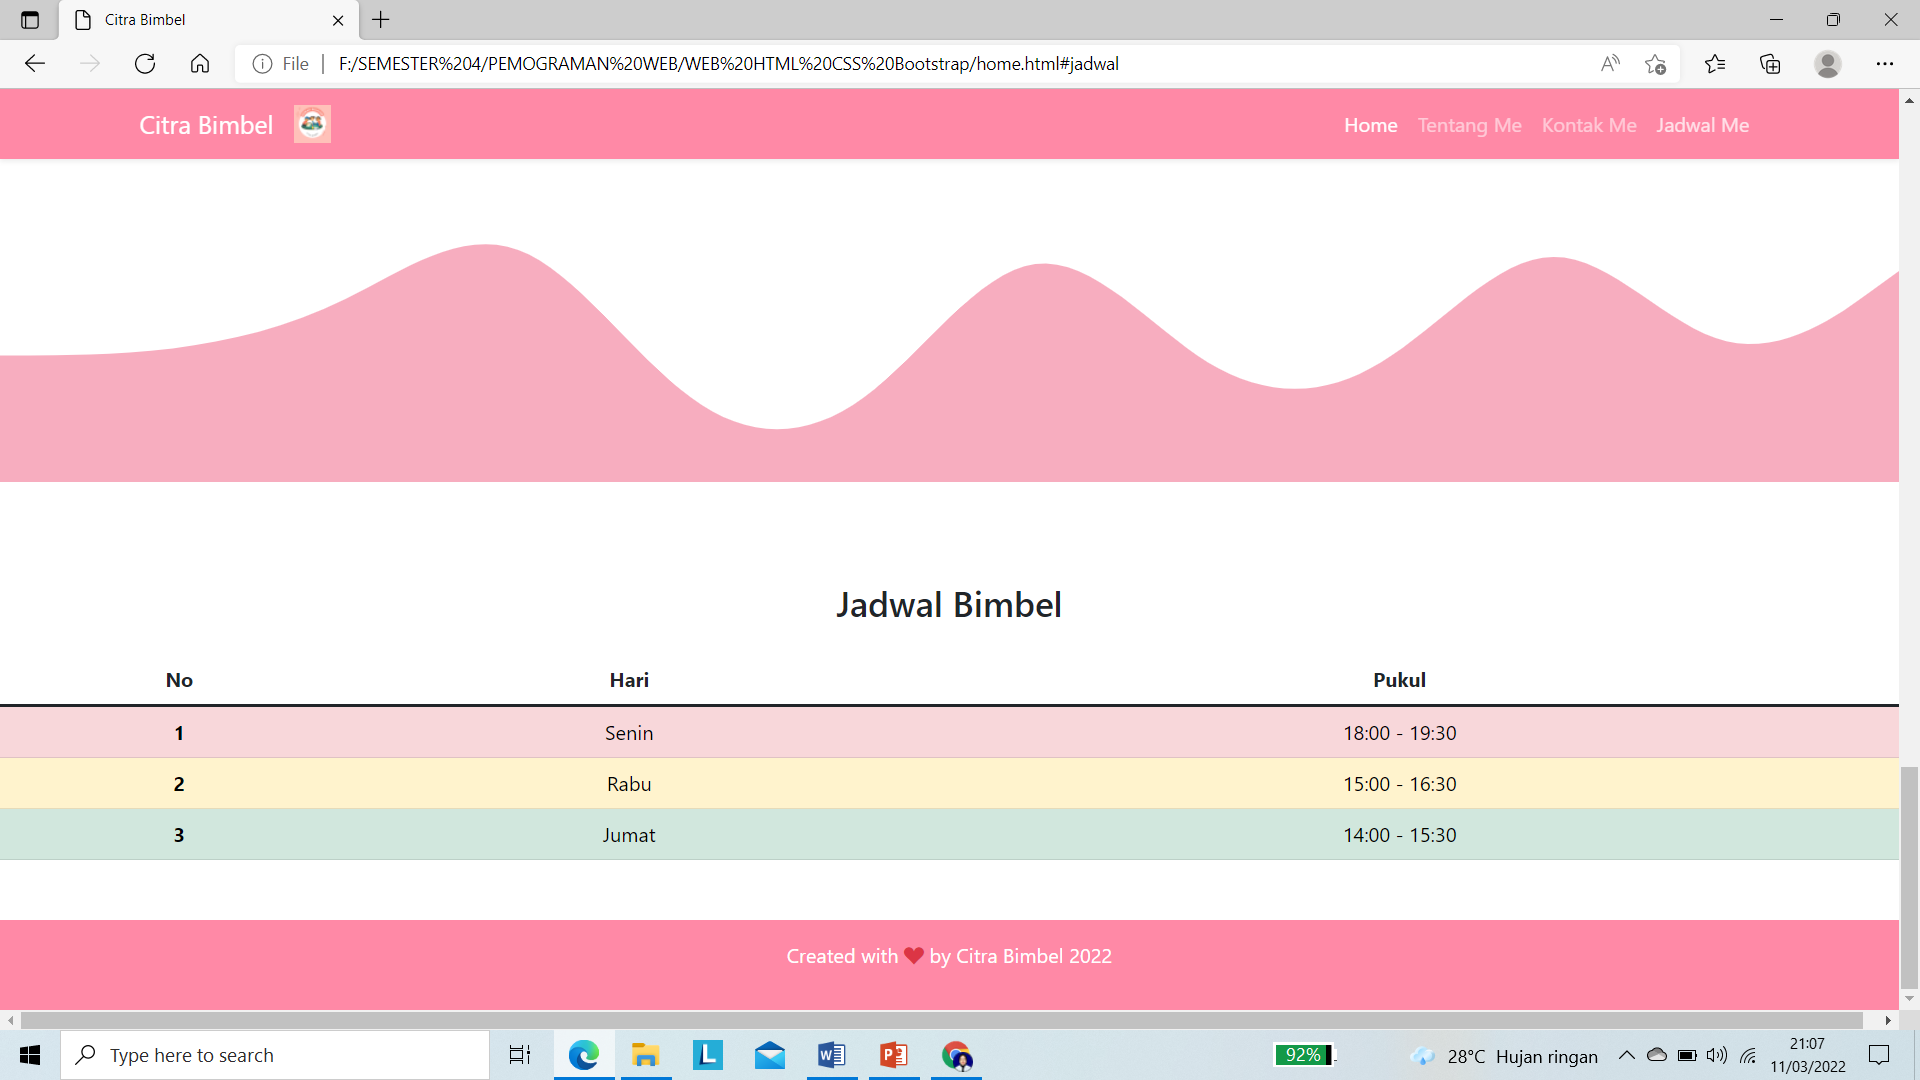 Citra Bimbel
File
F:/SEMESTER%204/PEMOGRAMAN%20WEB/WEB%20HTML%20CSS%20Bootstrap/home.html#jadwal
Citra Bimbel
Home Tentang Me Kontak Me Jadwal Me
Jadwal Bimbel
No Hari Pukul
1 Senin 18:00 - 19:30
2 Rabu 15:00 - 16:30
3 Jumat 14:00 - 15:30
Created with ❤ by Citra Bimbel 2022
Type here to search
L
W
P
92%
28°C Hujan ringan
21:07
11/03/2022